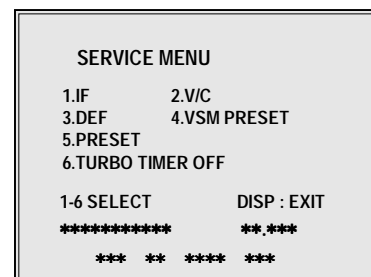 SERVICE MENU
1.IF 2.V/C
3.DEF 4.VSM PRESET
5.PRESET
6.TURBO TIMER OFF
1-6 SELECT DISP : EXIT
*********** **.***
*** ** **** ***